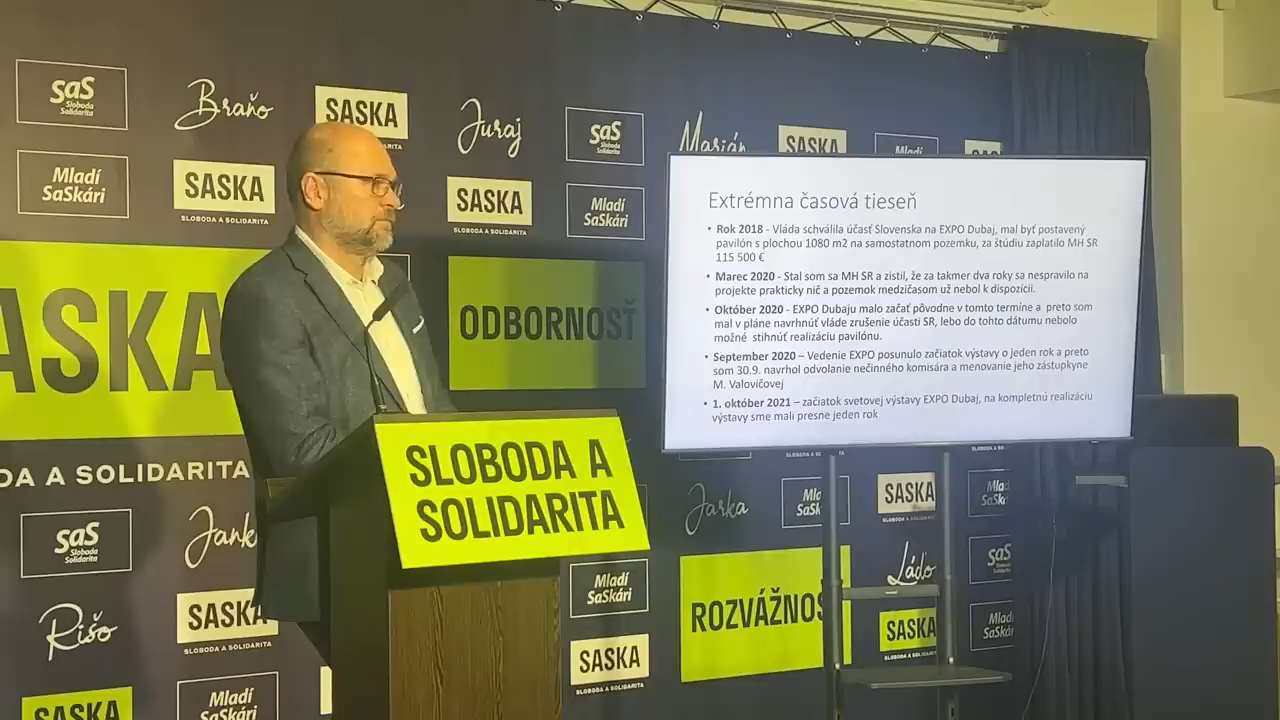 saS
Sloboda
Solidarita
Braňo
SASKA
Juraj
saS
Sloboda
Solidarita
Marián
SASKA
Mladí
Mladí
SaSkári
SASKA
SLOBODA A SOLIDARITA
SASKA
SLOBODA A SOLIDARITA
Mladí
SaSkári
ASKA
ODBORNOSŤ
DA A SOLIDARITA
Extrémna časová tieseň
• Rok 2018 - Vláda schválila účasť Slovenska na EXPO Dubaj, mal byť postavený
pavilón s plochou 1080 m2 na samostatnom pozemku, za štúdiu zaplatilo MH SR
115 500 €
• Marec 2020 - Stal som sa MH SR a zistil, že za takmer dva roky sa nespravilo na
projekte prakticky nič a pozemok medzičasom už nebol k dispozícii.
• Október 2020 - EXPO Dubaju malo začať pôvodne v tomto termíne a preto som
mal v pláne navrhnúť vláde zrušenie účasti SR, lebo do tohto dátumu nebolo
možné stihnúť realizáciu pavilónu.
• September 2020 – Vedenie EXPO posunulo začiatok výstavy o jeden rok a preto
som 30.9. navrhol odvolanie nečinného komisára a menovanie jeho zástupkyne
M. Valovičovej
• 1. október 2021 – začiatok svetovej výstavy EXPO Dubaj, na kompletnú realizáciu
výstavy sme mali presne jeden rok
SLOBODA A
SOLIDARITA
saS
Sloboda
Solidarita
Jank
Jarka
SASKA
SLOBODA A SOLIDARITA
Rišo
SASKA
SLOBODA A SOLIDARITA
Mladí
SaSkári
ROZVÁŽNOS
Láďo
saS
SASKA
SLOBODA A SOLIDARITA
SASKA
SLOBODA A SOLIDARITA
SASKA
Mladí
SaSkári